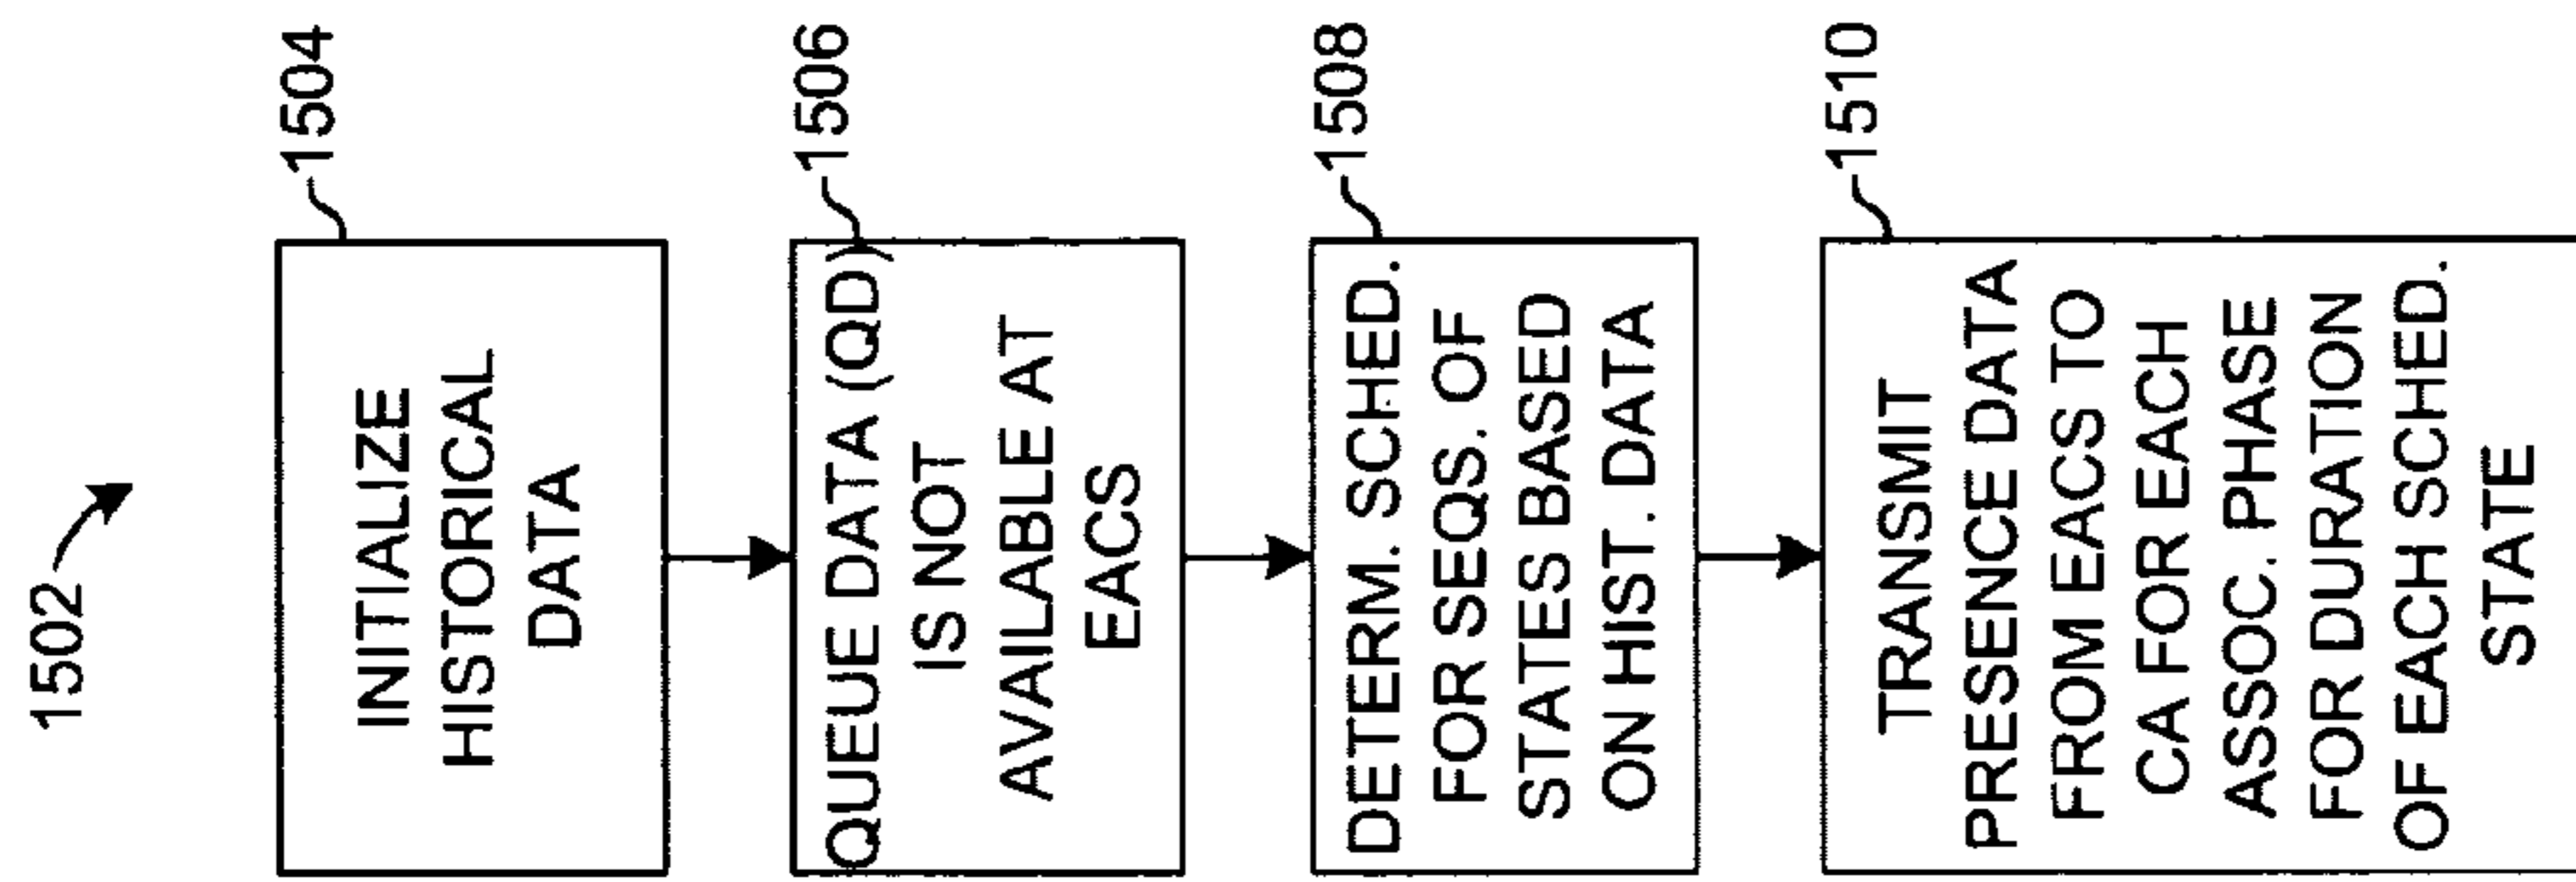 1502
1504
INITIALIZE
HISTORICAL
DATA
1506
QUEUE DATA (QD)
IS NOT
AVAILABLE AT
EACS
1508
DETERM. SCHED.
FOR SEQS. OF
STATES BASED
ON HIST. DATA
1510
TRANSMIT
PRESENCE DATA
FROM EACS TO
CA FOR EACH
ASSOC. PHASE
FOR DURATION
OF EACH SCHED.
STATE